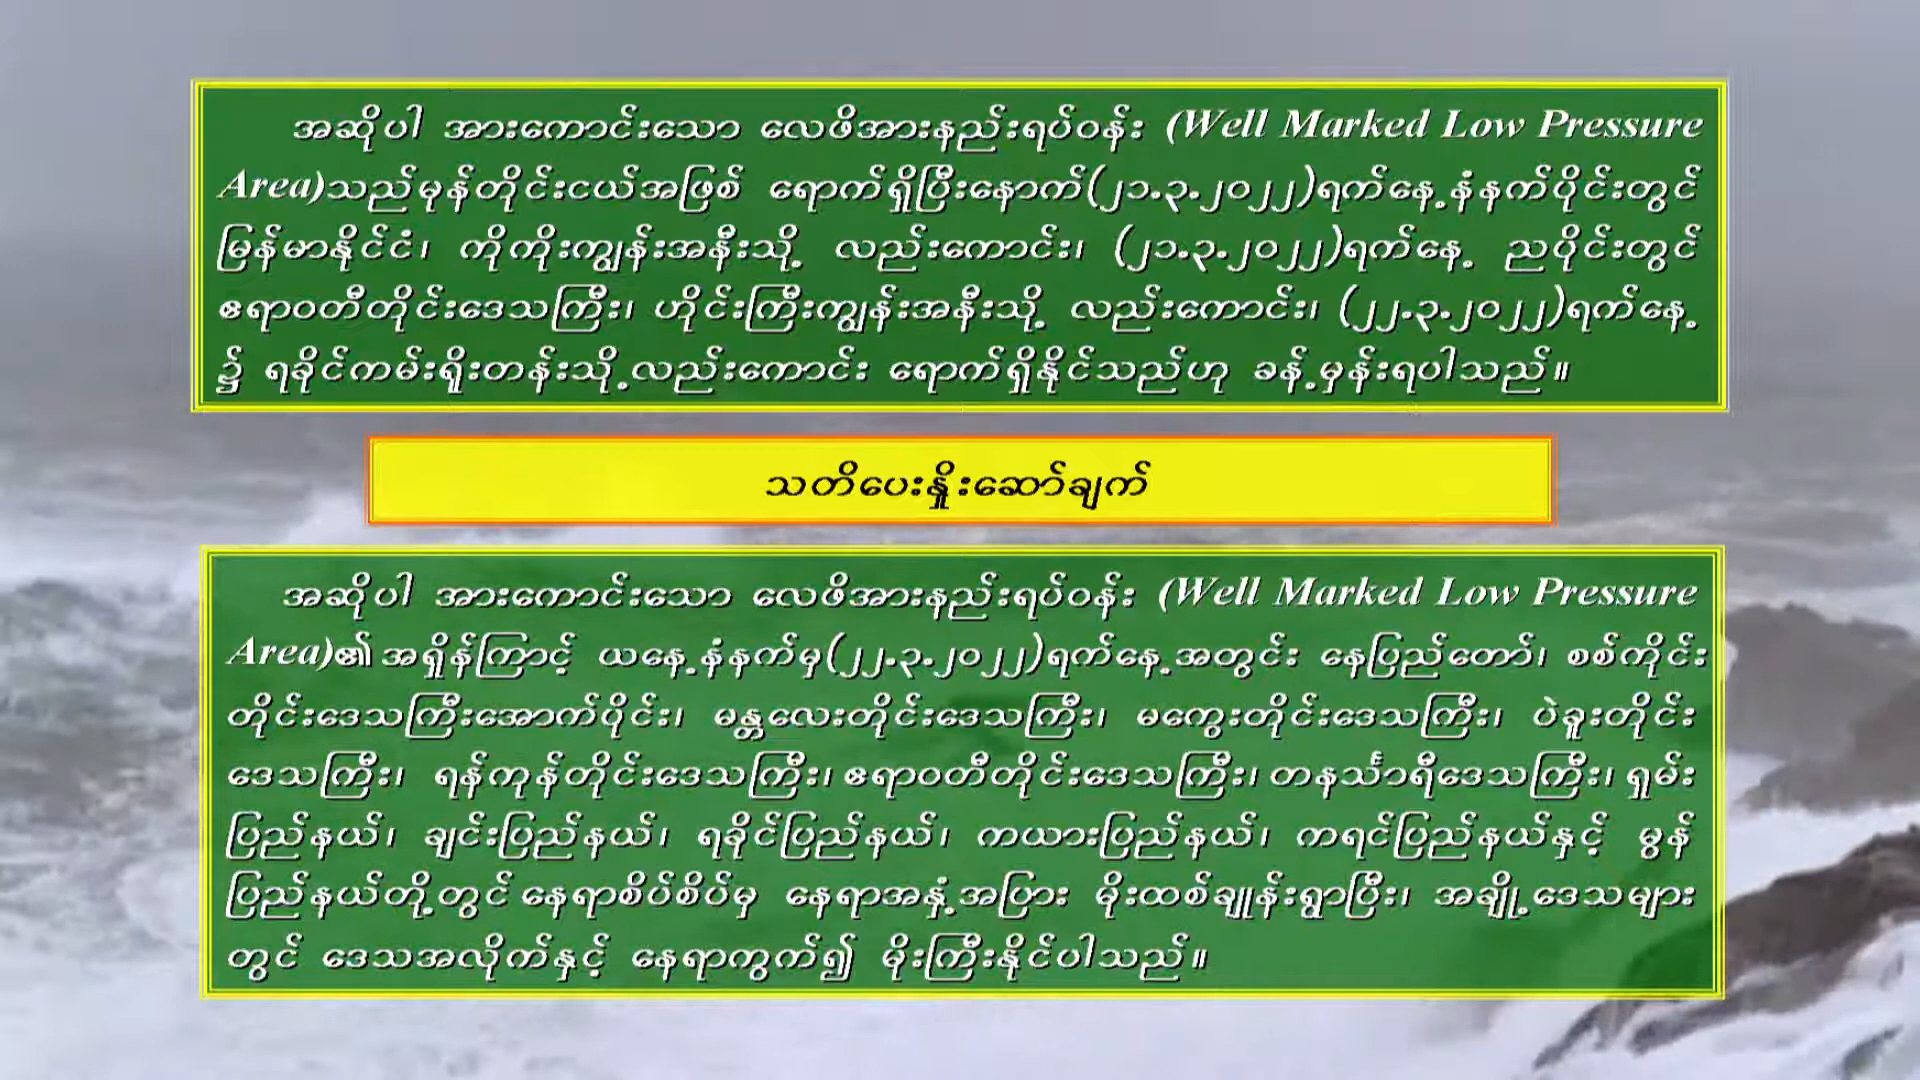 အဆိုပါ အားကောင်းသော လေဖိအားနည်းရပ်ဝန်း (Well Marked Low Pressure
Area)သည်မုန်တိုင်းငယ်အဖြစ် ရောက်ရှိပြီးနောက်(၂၁.၃.၂၀၂၂)ရက်နေ့နံနက်ပိုင်းတွင်
မြန်မာနိုင်ငံ၊ ကိုကိုးကျွန်းအနီးသို့ လည်းကောင်း၊ (၂၁.၃.၂၀၂၂)ရက်နေ့ ညပိုင်းတွင်
ဧရာဝတီတိုင်းဒေသကြီး၊ ဟိုင်းကြီးကျွန်းအနီးသို့ လည်းကောင်း၊ (၂၂.၃.၂၀၂၂)ရက်နေ့
၌ ရခိုင်ကမ်းရိုးတန်းသို့လည်းကောင်း ရောက်ရှိနိုင်သည်ဟု ခန့်မှန်းရပါသည်။
သတိပေးနှိုးဆော်ချက်
အဆိုပါ အားကောင်းသော လေဖိအားနည်းရပ်ဝန်း (Well Marked Low Pressure
Area)၏အရှိန်ကြောင့် ယနေ့နံနက်မှ(၂၂.၃.၂၀၂၂)ရက်နေ့အတွင်း နေပြည်တော်၊ စစ်ကိုင်း
တိုင်းဒေသကြီးအောက်ပိုင်း၊ မန္တလေးတိုင်းဒေသကြီး၊ မကွေးတိုင်းဒေသကြီး၊ ပဲခူးတိုင်း
ဒေသကြီး၊ ရန်ကုန်တိုင်းဒေသကြီး၊ ဧရာဝတီတိုင်းဒေသကြီး၊ တနင်္သာရီဒေသကြီး၊ ရှမ်း
ပြည်နယ်၊ ချင်းပြည်နယ်၊ ရခိုင်ပြည်နယ်၊ ကယားပြည်နယ်၊ ကရင်ပြည်နယ်နှင့် မွန်
ပြည်နယ်တို့တွင် နေရာစိပ်စိပ်မှ နေရာအနှံ့အပြား မိုးထစ်ချုန်းရွာပြီး၊ အချို့ဒေသများ
တွင် ဒေသအလိုက်နှင့် နေရာကွက်၍ မိုးကြီးနိုင်ပါသည်။